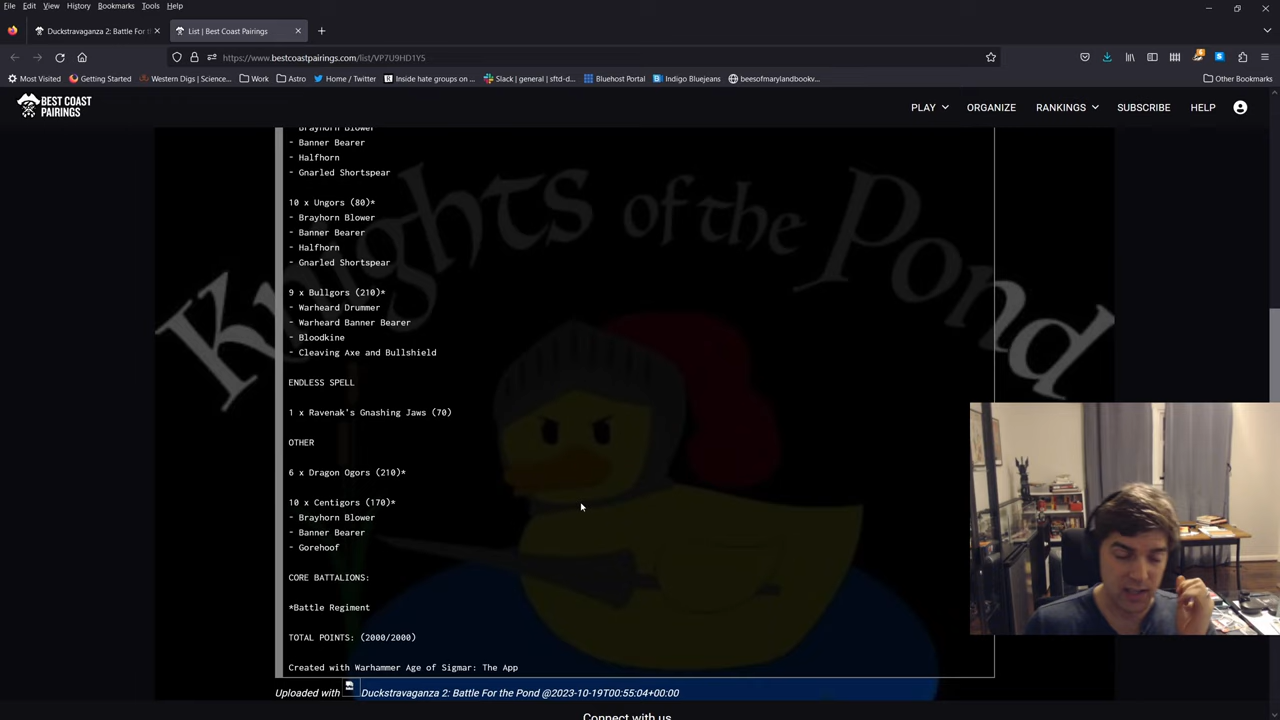 File Edit View History Bookmarks Tools Help
Duckstravaganza 2: Battle For th
List | Best Coast Pairings
https://www.bestcoastpairings.com/list/VP7U9HD1Y5
Most Visited Getting Started Western Digs | Science... Work Astro Home / Twitter Inside hate groups on ... Slack | general | sftd-d... Bluehost Portal Indigo Bluejeans beesofmarylandbookv... Other Bookmarks
BEST COAST
PAIRINGS
PLAY ORGANIZE RANKINGS SUBSCRIBE HELP
Knights of the Pond
- Brayhorn Blower
- Banner Bearer
- Halfhorn
- Gnarled Shortspear
10 x Ungors (80)*
- Brayhorn Blower
- Banner Bearer
- Halfhorn
- Gnarled Shortspear
9 x Bullgors (210)*
- Warheard Drummer
- Warheard Banner Bearer
- Bloodkine
- Cleaving Axe and Bullshield
ENDLESS SPELL
1 x Ravenak's Gnashing Jaws (70)
OTHER
6 x Dragon Ogors (210)*
10 x Centigors (170)*
- Brayhorn Blower
- Banner Bearer
- Gorehoof
CORE BATTALIONS:
*Battle Regiment
TOTAL POINTS: (2000/2000)
Created with Warhammer Age of Sigmar: The App
Uploaded with Duckstravaganza 2: Battle For the Pond @2023-10-19T00:55:04+00:00
Connect with us